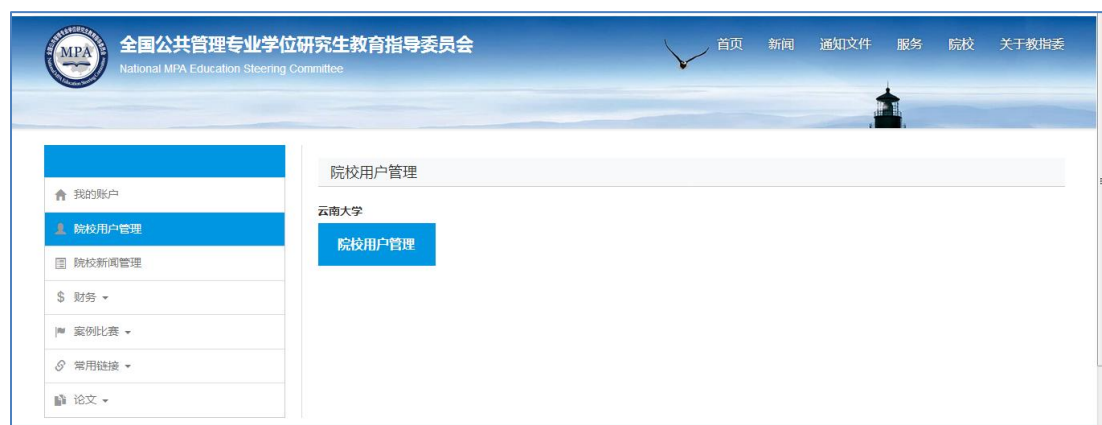 MPA
全国公共管理专业学位研究生教育指导委员会
National MPA Education Steering Committee
首页 新闻 通知文件 服务 院校 关于教指委
我的账户
院校用户管理
院校新闻管理
$ 财务
案例比赛
常用链接
论文
院校用户管理
云南大学
院校用户管理